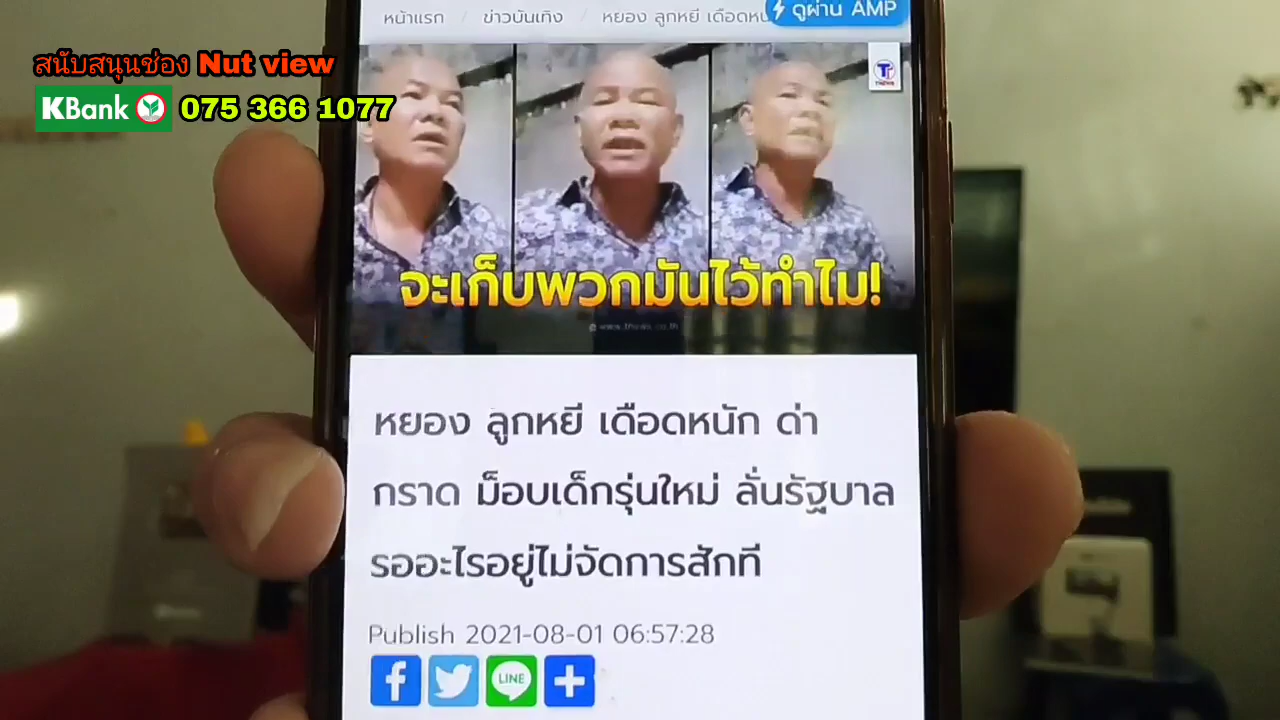 หน้าแรก / ข่าวบันเทิง / หยอง ลูกหยี เดือดหน
ดูผ่าน AMP
สนับสนุนช่อง Nut view
KBank 075 366 1077
TNEWS
จะเก็บพวกมันไว้ทำไม!
หยอง ลูกหยี เดือดหนัก ด่า
กราด ม็อบเด็กรุ่นใหม่ ลั่นรัฐบาล
รออะไรอยู่ไม่จัดการสักที
Publish 2021-08-01 06:57:28
LINE